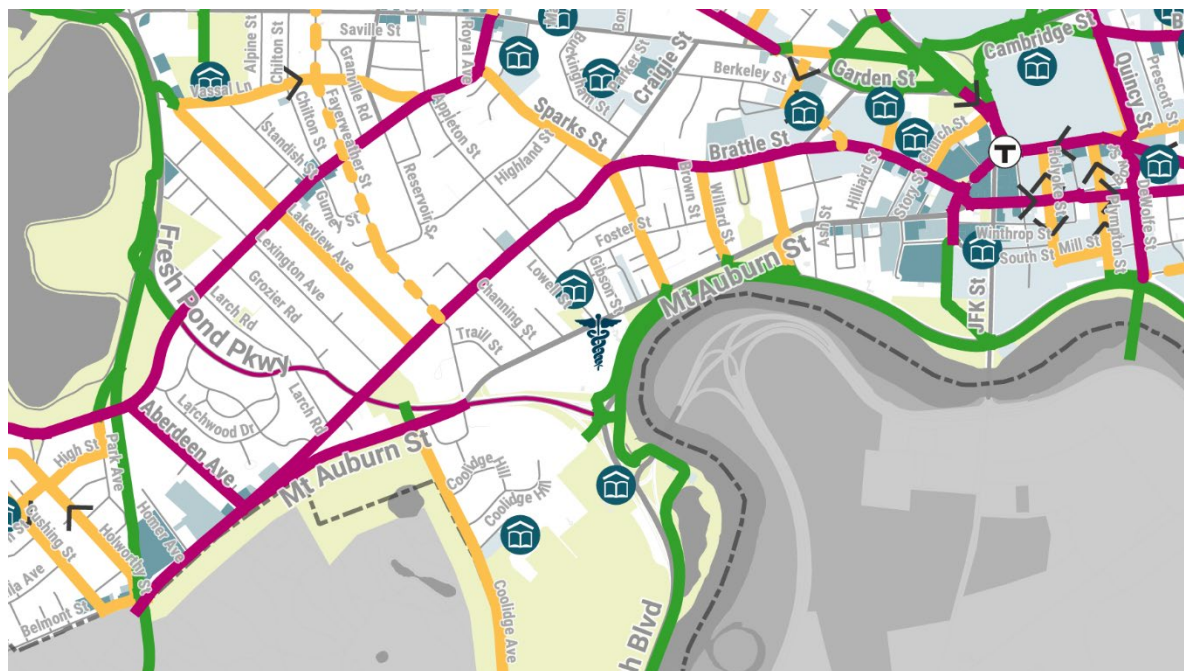 Saville St
Royal Ave
Alpine St
Chilton St
Granville Rd
Buckingham St
Parker St
Craigie St
Berkeley St
Garden St
Cambridge St
Quincy St
Prescott St
Vassal Ln
Chilton St
Fayerweather St
Appleton St
Sparks St
Standish St
Highland St
Brattle St
Church St
Gurney St
Reservoir S
Brown St
Willard St
Hilliard St
Story St
Ash St
Holyoke St
Plympton St
DeWolfe St
Winthrop St
South St
Mill St
Lakeview Ave
Lexington Ave
Foster St
Fresh Pond Pkwy
Grozier Rd
Larch Rd
Lowell St
Gibson St
Mt Auburn St
JFK St
Channing St
Traill St
Larch Rd
Larchwood Dr
Aberdeen Ave
High St
Park Ave
Mt Auburn St
Coolidge Hill
Coolidge Hill
Cushing St
Holworthy St
Homer Ave
la Ave
Belmont St
Coolidge Ave
h Blvd
T